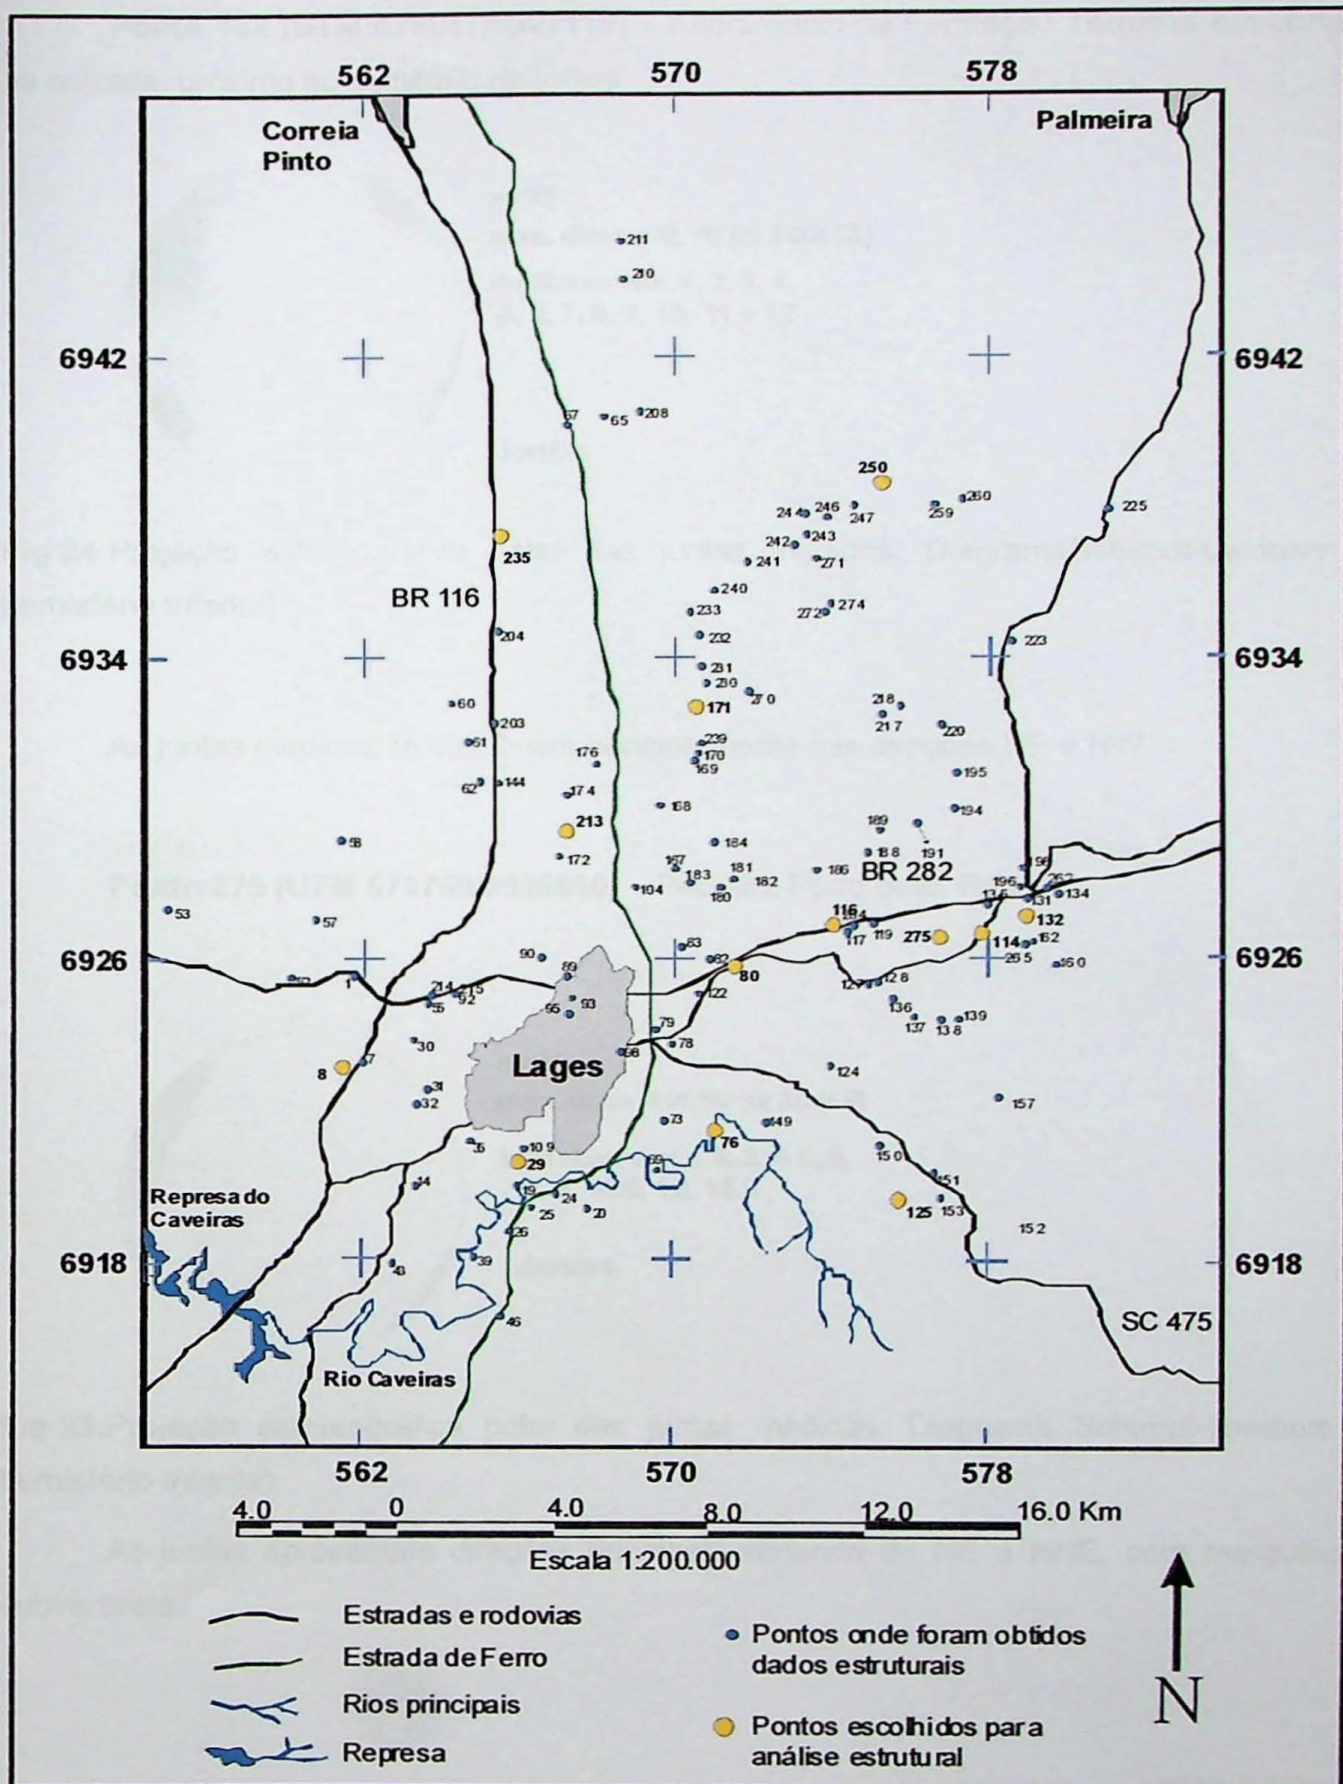 562 570 578
Correia
Pinto
Palmeira
211
210
6942 6942
67 65 208
250
244 246 247 259 260 225
235
242 243
241 271
BR 116
240
233 272 274
204 232 223
6934 6934
231
230
270
60 171 218
217
203 220
61 239
176 170
169 195
62 144 174 168 194
213 189
58 184 191
172 188
167 181 186 BR 282
183 182 196 262
104 180 134
53 131
57 116 132
119
117 275 114 162
83
90 82 265
6926 80 160 6926
89
1 128
214 215 122
92 136
95 93 137 138 139
79
30 98 78
8 7 Lages 124
31
32 157
73 149
76
109 150
29 69
14 19 24 151
Represa do
Caveiras
25 20 125 153
26 152
39
6918 43 6918
46 SC 475
Rio Caveiras
562 570 578
4.0 0 4.0 8.0 12.0 16.0 Km
Escala 1:200.000
Estradas e rodovias
Estrada de Ferro
Rios principais
Represa
Pontos onde foram obtidos
dados estruturais
Pontos escolhidos para
análise estrutural
N